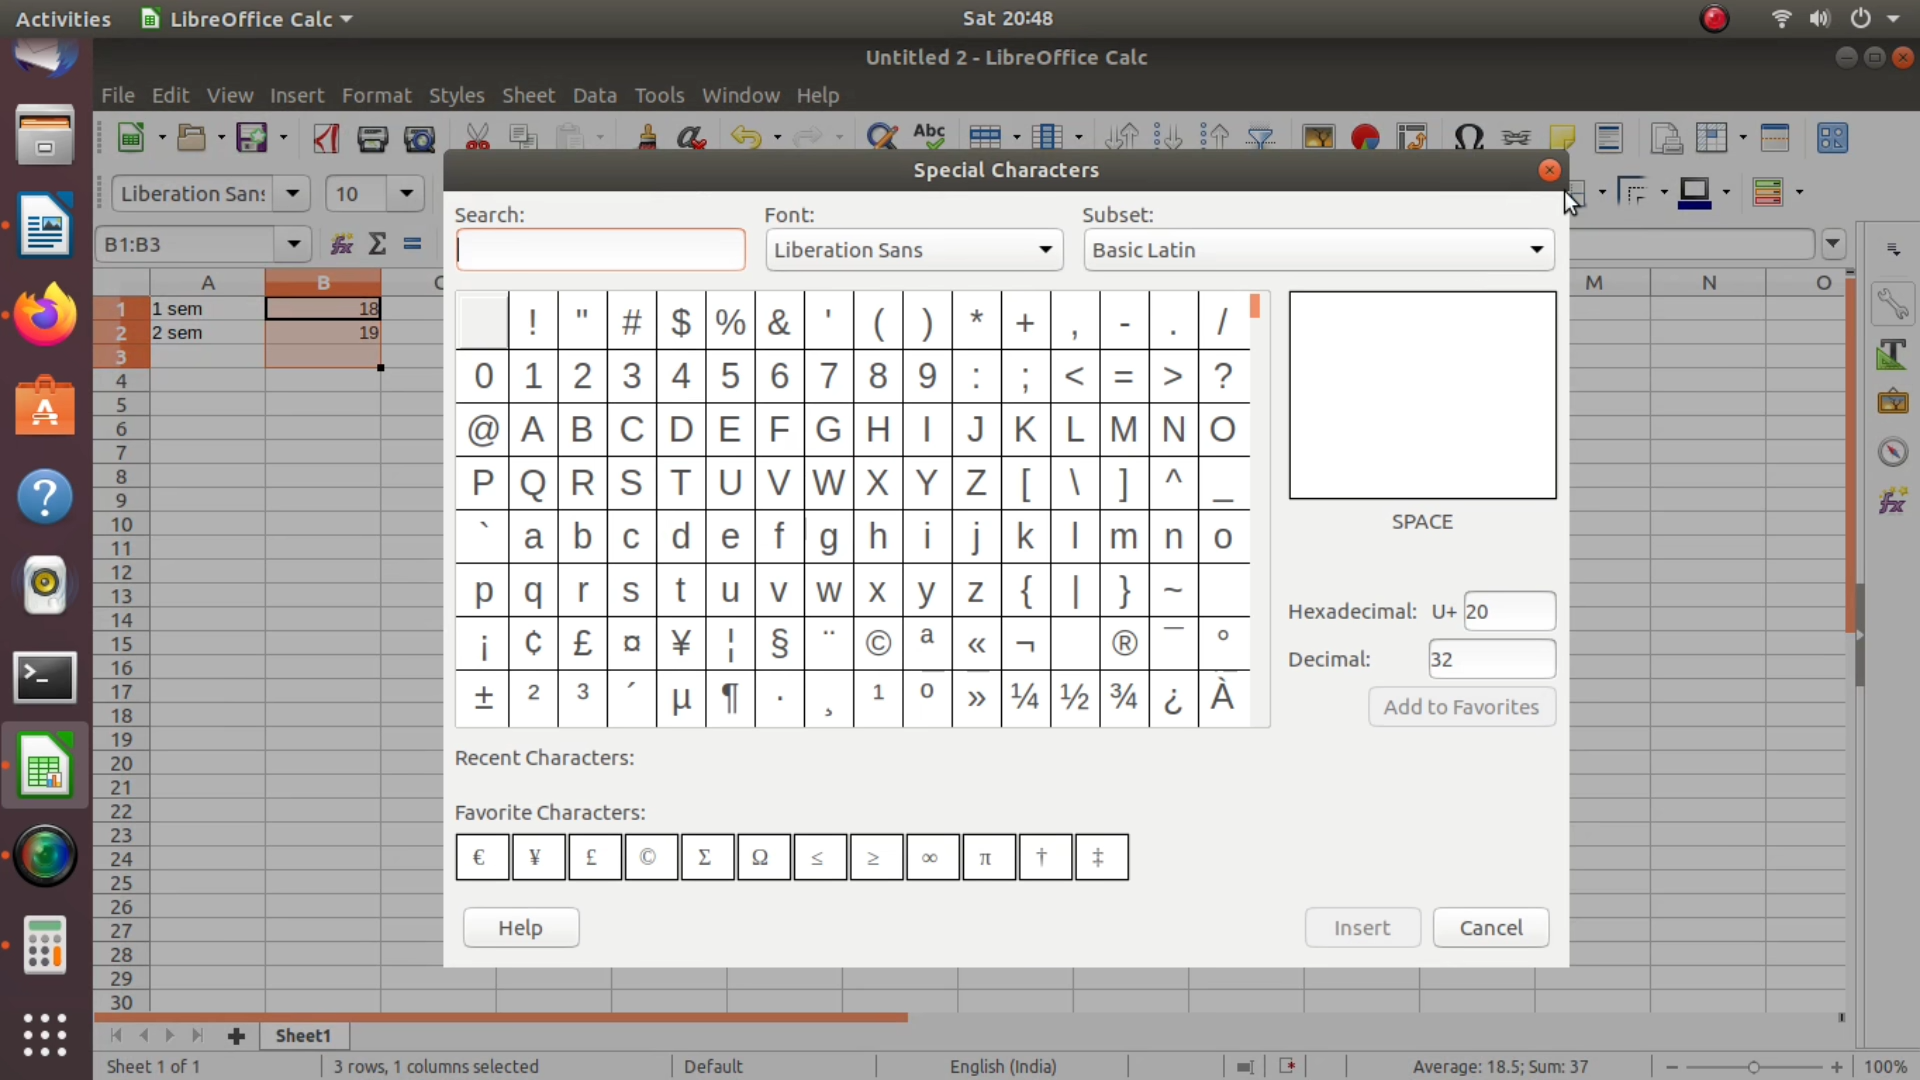 Activities LibreOffice Calc Sat 20:48
Untitled 2 - LibreOffice Calc
File Edit View Insert Format Styles Sheet Data Tools Window Help
Abc
Liberation Sans 10
Special Characters
Search: Font: Subset:
B1:B3 Σ = Liberation Sans Basic Latin
A B C M N O
1 1 sem 18
2 2 sem 19
3
4
5
6
7
8
9
10
11
12
13
14
15
16
17
18
19
20
21
22
23
24
25
26
27
28
29
30
! " # $ % & ' ( ) * + , - . /
0 1 2 3 4 5 6 7 8 9 : ; < = > ?
@ A B C D E F G H I J K L M N O
P Q R S T U V W X Y Z [ \ ] ^ _
` a b c d e f g h i j k l m n o
p q r s t u v w x y z { | } ~
¡ ¢ £ ¤ ¥ ¦ § ¨ © ª « ¬ ® ¯ °
± ² ³ ´ µ ¶ · ¸ ¹ º » ¼ ½ ¾ ¿ À
SPACE
Hexadecimal: U+ 20
Decimal: 32
Add to Favorites
Recent Characters:
Favorite Characters:
€ ¥ £ © Σ Ω ≤ ≥ ∞ π † ‡
Help Insert Cancel
Sheet1
Sheet 1 of 1 3 rows, 1 columns selected Default English (India) Average: 18.5; Sum: 37 100%